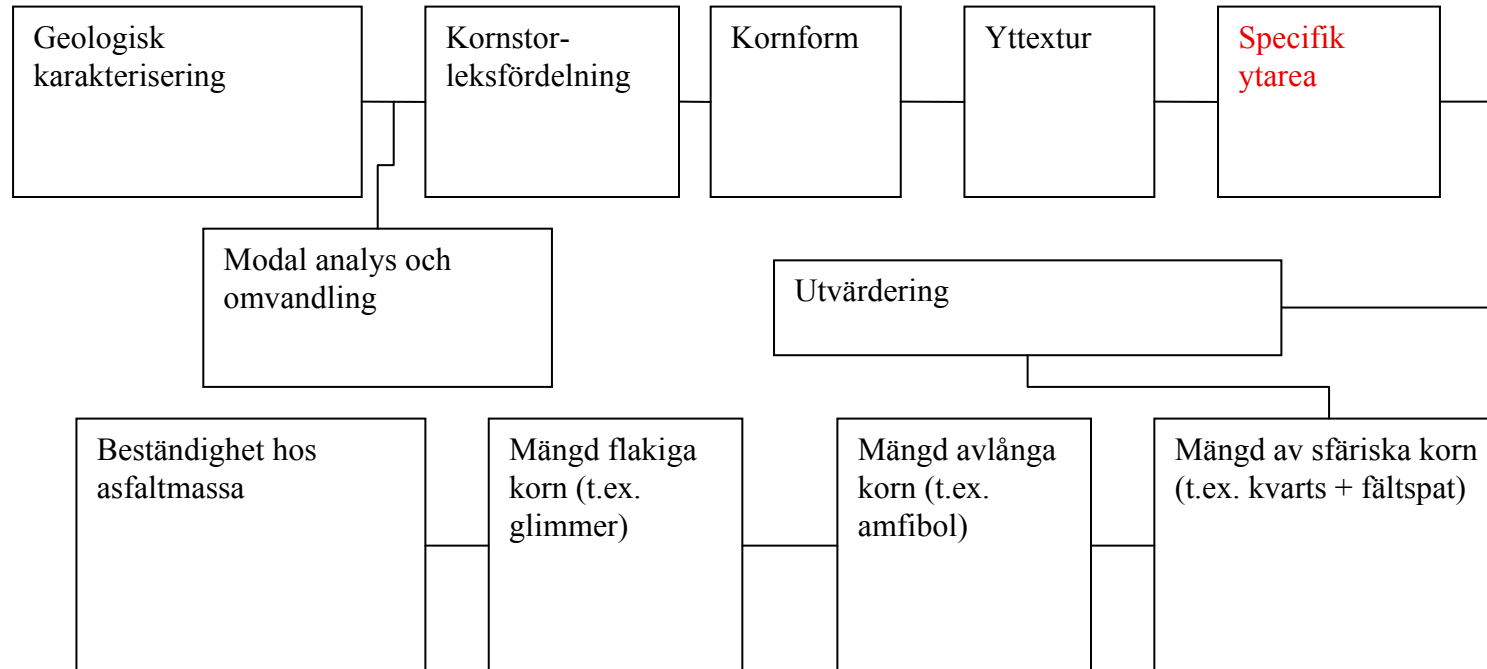 Geologisk
karakterisering
Kornstor-
leksfördelning
Kornform
Yttextur
Specifik
ytarea
Modal analys och
omvandling
Utvärdering
Beständighet hos
asfaltmassa
Mängd flakiga
korn (t.ex.
glimmer)
Mängd avlånga
korn (t.ex.
amfibol)
Mängd av sfäriska korn
(t.ex. kvarts + fältspat)